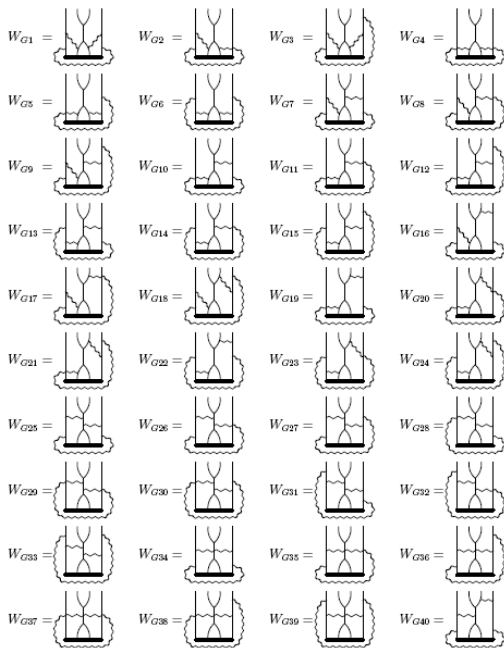 W_{G1} = W_{G2} = W_{G3} = W_{G4} =
W_{G5} = W_{G6} = W_{G7} = W_{G8} =
W_{G9} = W_{G10} = W_{G11} = W_{G12} =
W_{G13} = W_{G14} = W_{G15} = W_{G16} =
W_{G17} = W_{G18} = W_{G19} = W_{G20} =
W_{G21} = W_{G22} = W_{G23} = W_{G24} =
W_{G25} = W_{G26} = W_{G27} = W_{G28} =
W_{G29} = W_{G30} = W_{G31} = W_{G32} =
W_{G33} = W_{G34} = W_{G35} = W_{G36} =
W_{G37} = W_{G38} = W_{G39} = W_{G40} =